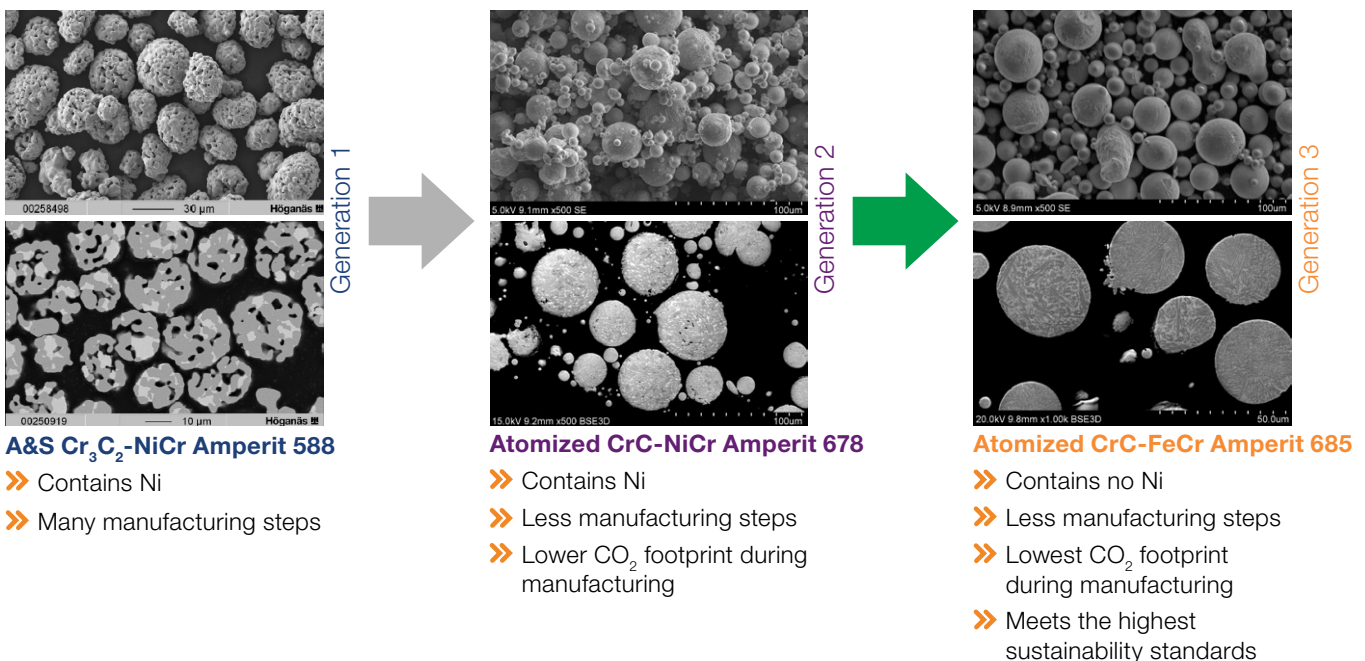 00258498 30 µm Höganäs
Generation 1
00250919 10 µm Höganäs
A&S Cr₃C₂-NiCr Amperit 588
Contains Ni
Many manufacturing steps
5.0kV 9.1mm x500 SE 100um
Generation 2
15.0kV 9.2mm x500 BSE3D 100um
Atomized CrC-NiCr Amperit 678
Contains Ni
Less manufacturing steps
Lower CO₂ footprint during
manufacturing
5.0kV 8.9mm x500 SE 100um
Generation 3
20.0kV 9.8mm x1.00k BSE3D 50.0um
Atomized CrC-FeCr Amperit 685
Contains no Ni
Less manufacturing steps
Lowest CO₂ footprint
during manufacturing
Meets the highest
sustainability standards